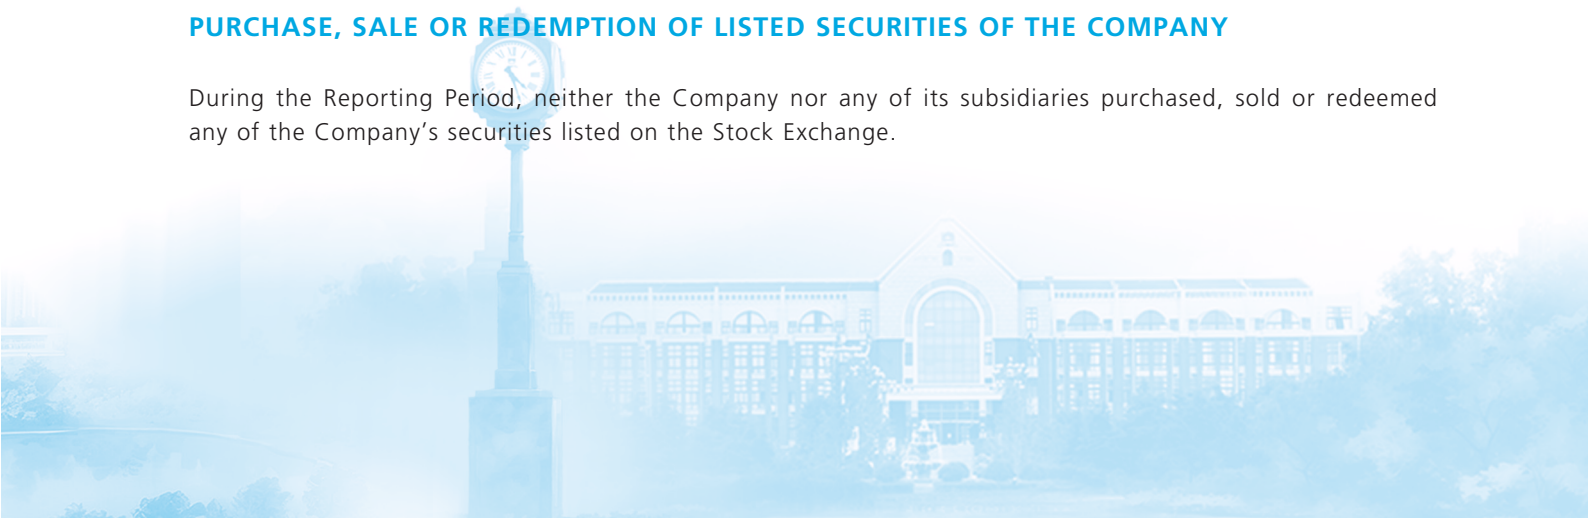 PURCHASE, SALE OR REDEMPTION OF LISTED SECURITIES OF THE COMPANY
During the Reporting Period, neither the Company nor any of its subsidiaries purchased, sold or redeemed
any of the Company’s securities listed on the Stock Exchange.